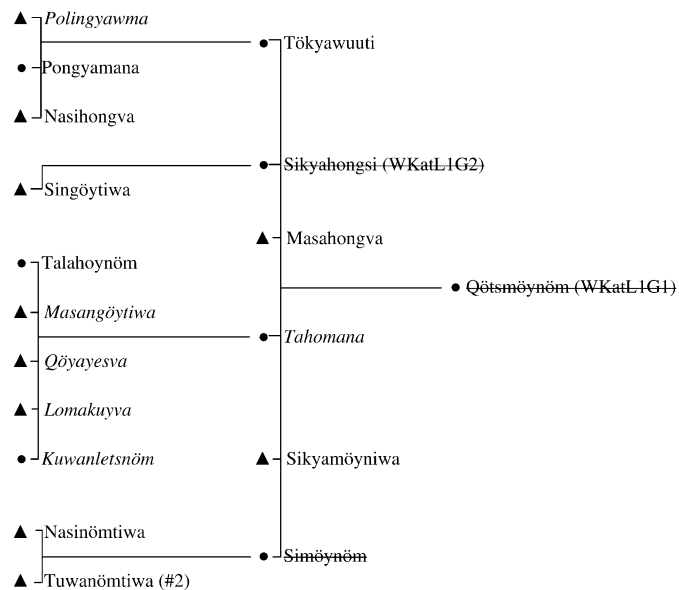 Polingyawma
Tökyawuuti
Pongyamana
Nasihongva
Sikyahongsi (WKatL1G2)
Singöytiwa
Masahongva
Talahoynöm
Qötsmöynöm (WKatL1G1)
Masangöytiwa
Tahomana
Qöyayesva
Lomakuyva
Kuwanletsnöm
Sikyamöyniwa
Nasinömtiwa
Simöynöm
Tuwanömtiwa (#2)